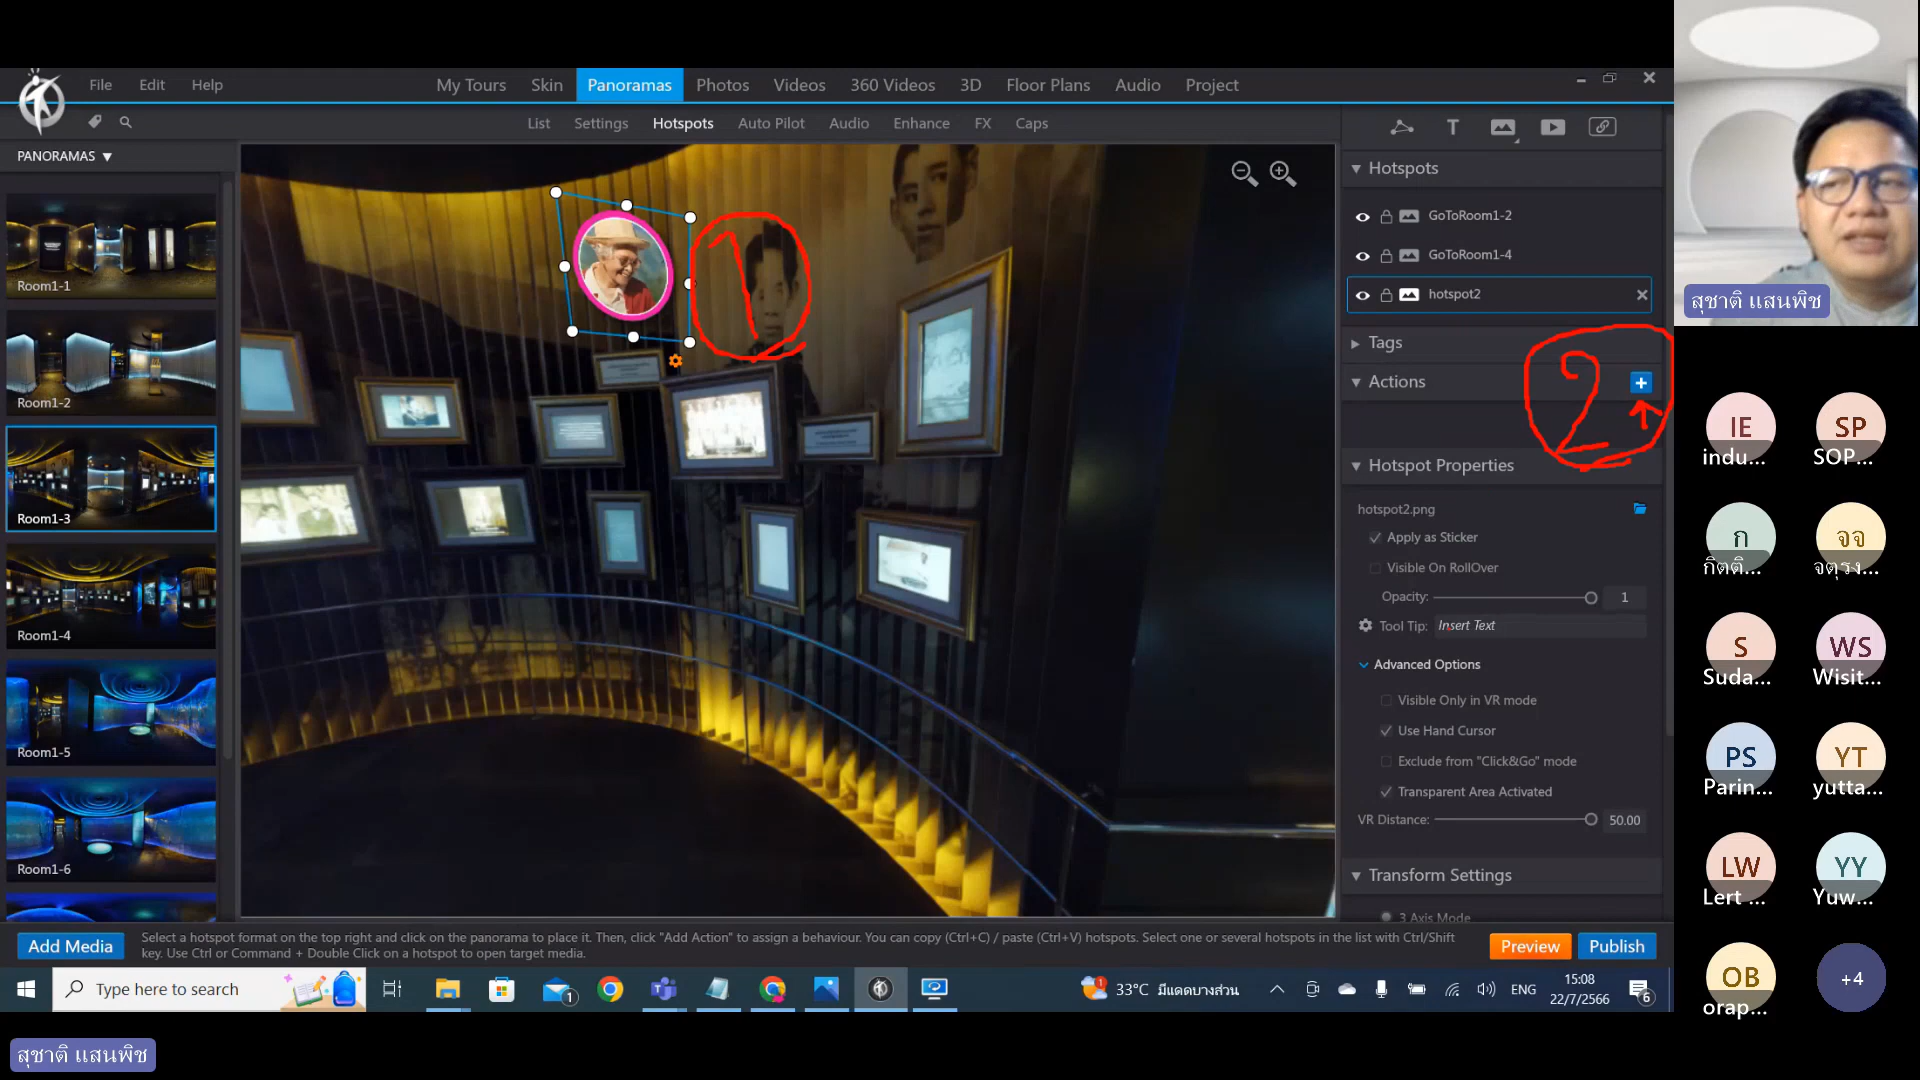 File Edit Help
My Tours Skin Panoramas Photos Videos 360 Videos 3D Floor Plans Audio Project
List Settings Hotspots Auto Pilot Audio Enhance FX Caps
PANORAMAS
Room1-1
Room1-2
Room1-3
Room1-4
Room1-5
Room1-6
1
T
Hotspots
GoToRoom1-2
GoToRoom1-4
hotspot2
Tags
Actions
2
Hotspot Properties
hotspot2.png
Apply as Sticker
Visible On RollOver
Opacity: 1
Tool Tip: Insert Text
Advanced Options
Visible Only in VR mode
Use Hand Cursor
Exclude from "Click&Go" mode
Transparent Area Activated
VR Distance: 50.00
Transform Settings
3 Axis Mode
Add Media
Select a hotspot format on the top right and click on the panorama to place it. Then, click "Add Action" to assign a behaviour. You can copy (Ctrl+C) / paste (Ctrl+V) hotspots. Select one or several hotspots in the list with Ctrl/Shift
key. Use Ctrl or Command + Double Click on a hotspot to open target media.
Preview Publish
Type here to search
1
1
33°C มีแดดบางส่วน
ENG
15:08
22/7/2566
6
สุชาติ แสนพิช
สุชาติ แสนพิช
IE
indu...
SP
SOP...
ก
กิตติ...
จจ
จตุรง...
S
Suda...
WS
Wisit...
PS
Parin...
YT
yutta...
LW
Lert ...
YY
Yuw...
OB
orap...
+4